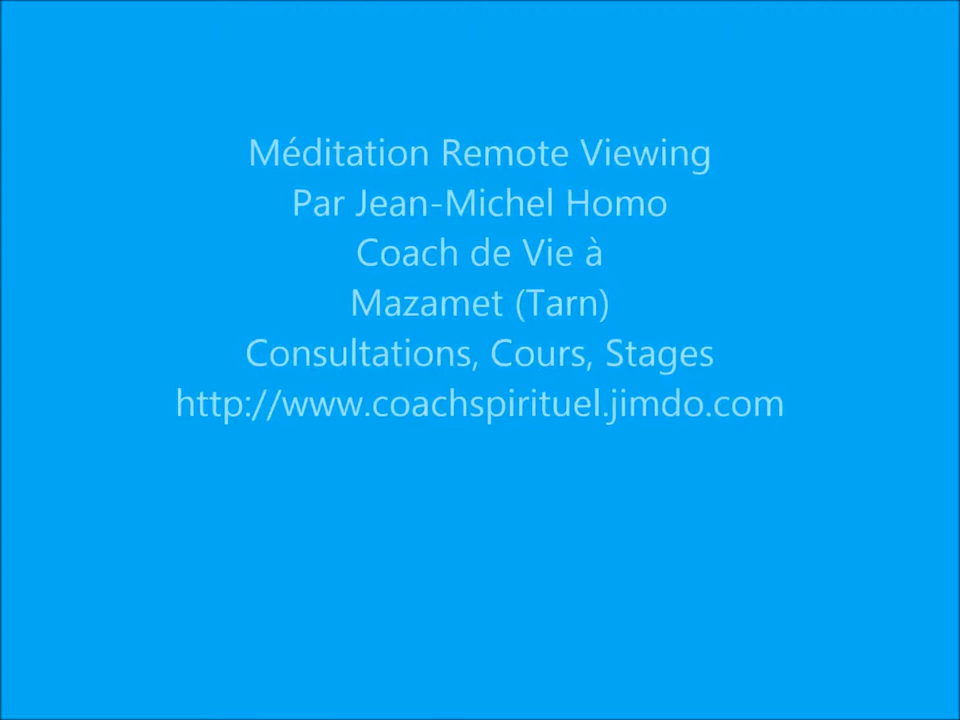 Méditation Remote Viewing
Par Jean-Michel Homo
Coach de Vie à
Mazamet (Tarn)
Consultations, Cours, Stages
http://www.coachspirituel.jimdo.com